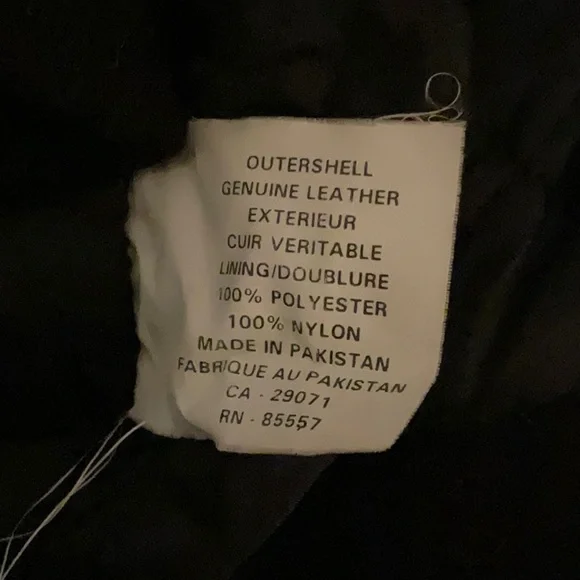 OUTERSHELL
GENUINE LEATHER
EXTERIEUR
CUIR VERITABLE
LINING/DOUBLURE
100% POLYESTER
100% NYLON
MADE IN PAKISTAN
FABRIQUE AU PAKISTAN
CA - 29071
RN - 85557